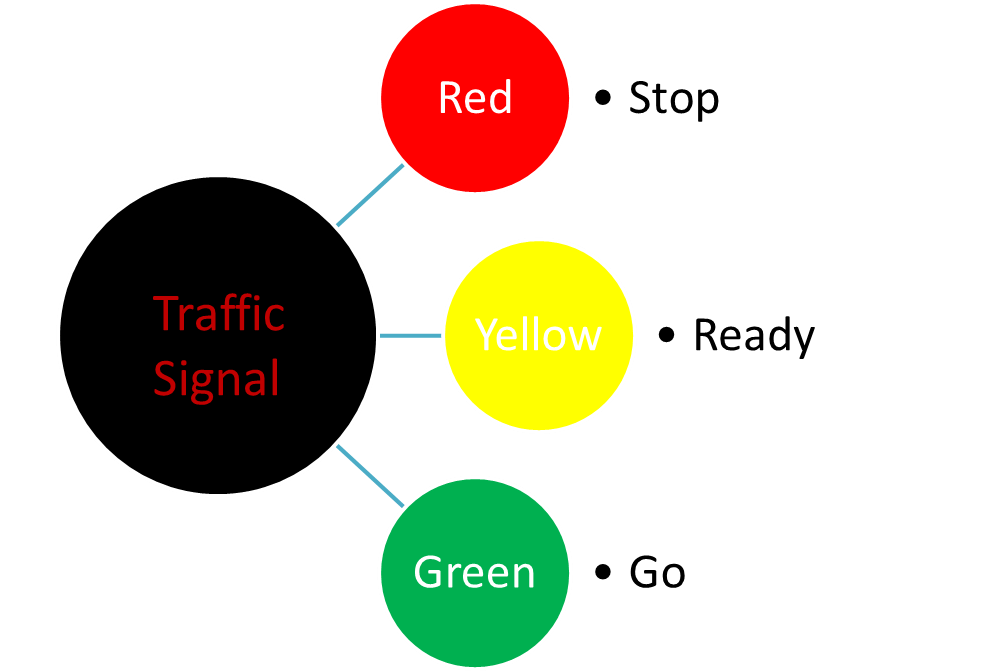 Traffic
Signal
Red
• Stop
Yellow
• Ready
Green
• Go